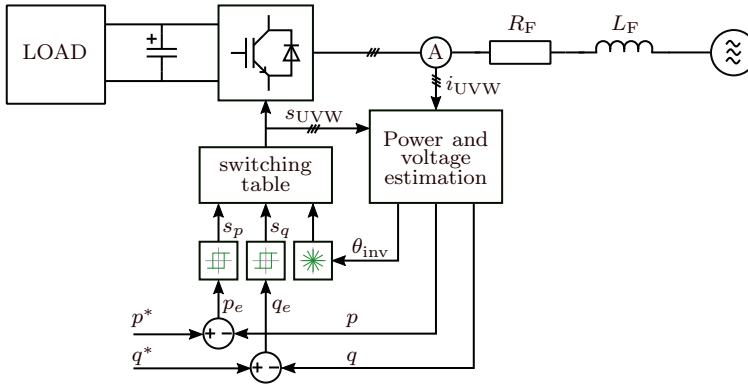 LOAD
+
A
R_F
L_F
i_UVW
s_UVW
Power and
voltage
estimation
switching
table
s_p
s_q
θ_inv
p_e
q_e
p*
+ -
p
q*
+ -
q